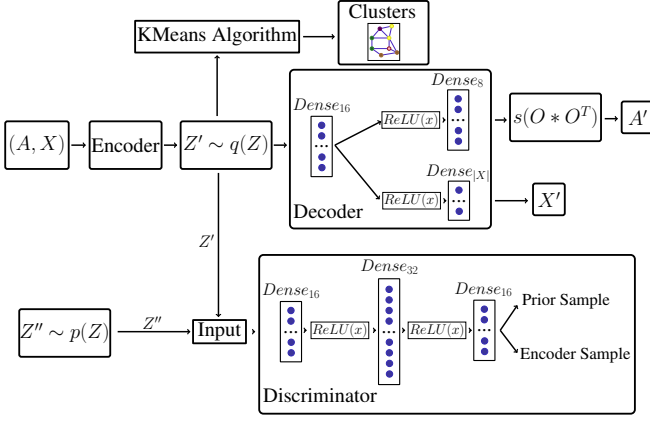 Clusters
KMeans Algorithm
(A, X)
Encoder
Z′ ∼ q(Z)
Dense₁₆
ReLU(x)
Dense₈
s(O ∗ Oᵀ)
A′
ReLU(x)
Dense|X|
X′
Decoder
Z′
Z′′ ∼ p(Z)
Z′′
Input
Dense₁₆
ReLU(x)
Dense₃₂
ReLU(x)
Dense₁₆
Prior Sample
Encoder Sample
Discriminator